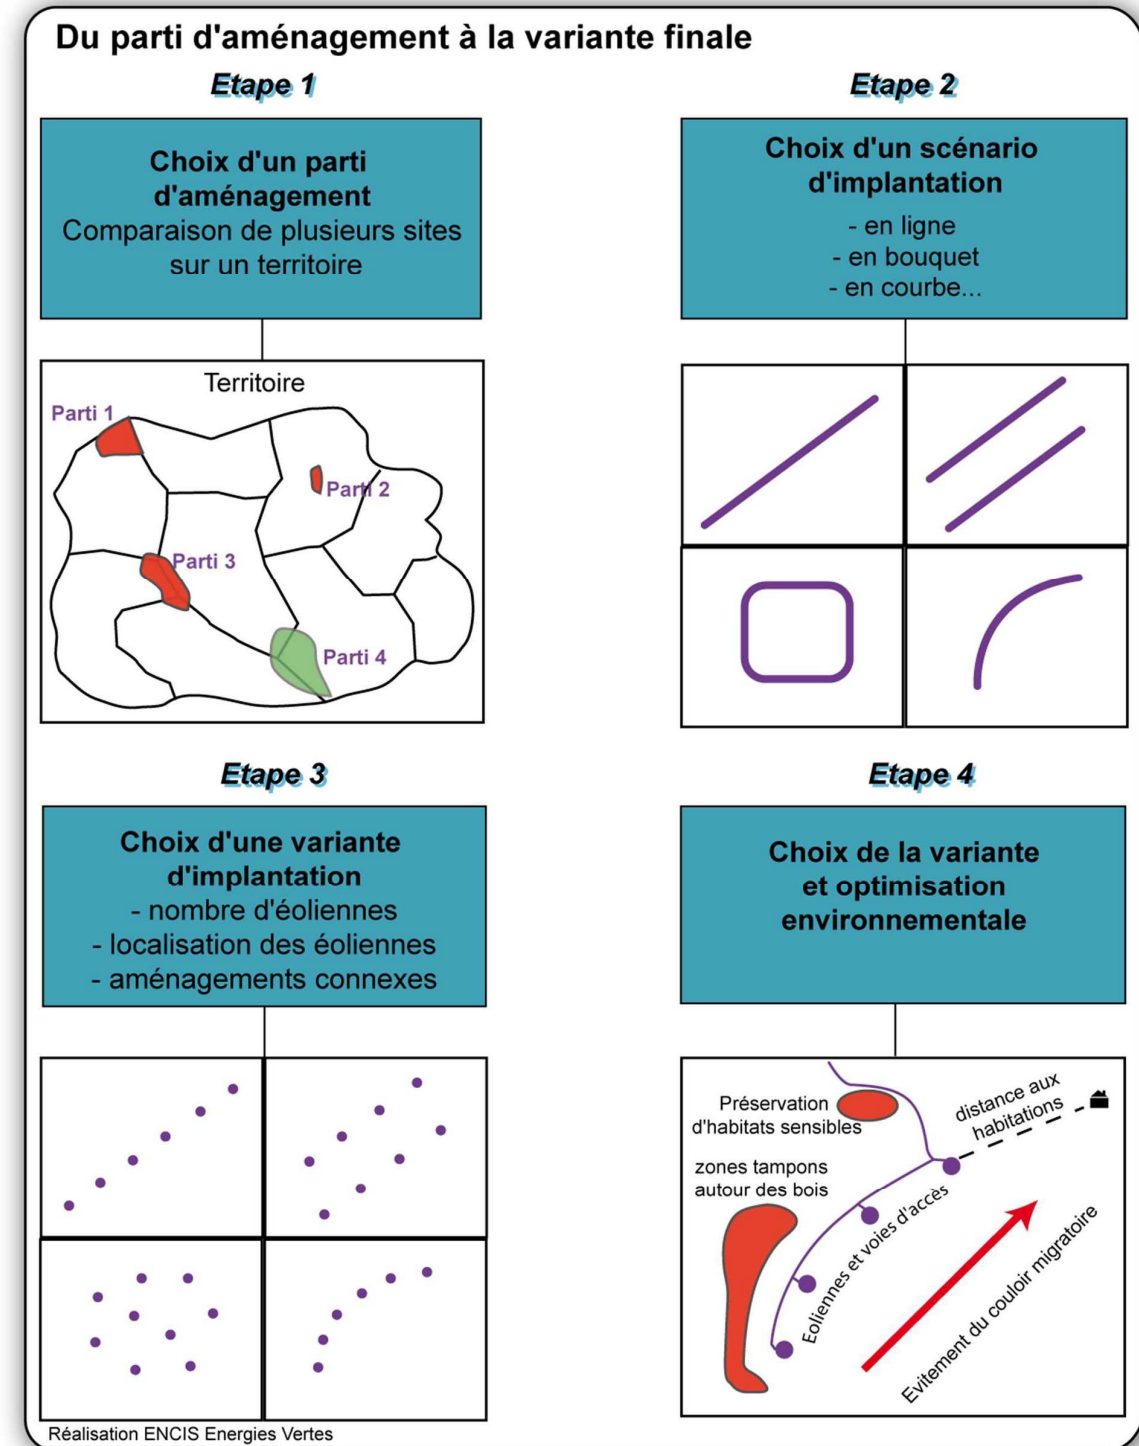 Du parti d'aménagement à la variante finale
Etape 1
Choix d'un parti
d'aménagement
Comparaison de plusieurs sites
sur un territoire
Territoire
Parti 1
Parti 2
Parti 3
Parti 4
Etape 2
Choix d'un scénario
d'implantation
- en ligne
- en bouquet
- en courbe...
Etape 3
Choix d'une variante
d'implantation
- nombre d'éoliennes
- localisation des éoliennes
- aménagements connexes
Etape 4
Choix de la variante
et optimisation
environnementale
Préservation
d'habitats sensibles
distance aux
habitations
zones tampons
autour des bois
Eoliennes et voies d'accès
Evitement du couloir migratoire
Réalisation ENCIS Energies Vertes